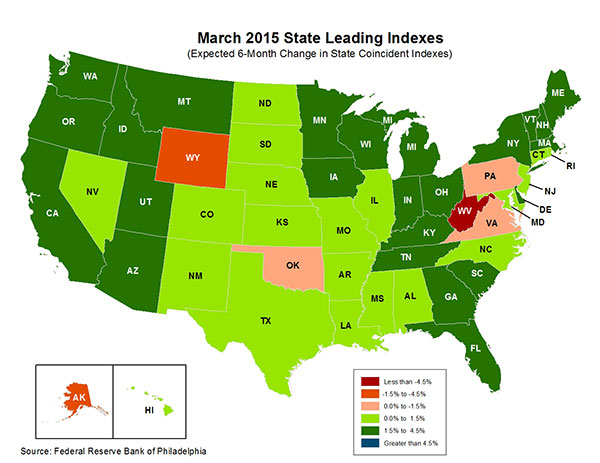 March 2015 State Leading Indexes
(Expected 6-Month Change in State Coincident Indexes)
WA
MT
ND
MN
OR
ID
WY
SD
WI
MI
MI
ME
VT
NH
NY
MA
CT
RI
NV
UT
CO
NE
IA
IL
IN
OH
PA
NJ
DE
MD
CA
AZ
NM
KS
MO
KY
WV
VA
OK
AR
TN
NC
SC
TX
LA
MS
AL
GA
FL
AK
HI
Less than -4.5%
-1.5% to -4.5%
0.0% to -1.5%
0.0% to 1.5%
1.5% to 4.5%
Greater than 4.5%
Source: Federal Reserve Bank of Philadelphia